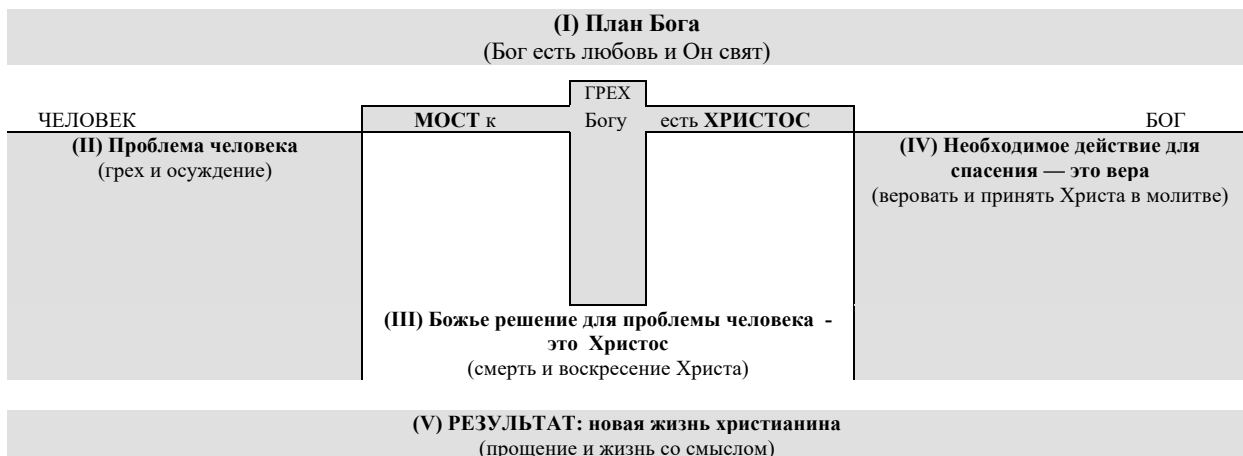 (I) План Бога
(Бог есть любовь и Он свят)
ГРЕХ
ЧЕЛОВЕК МОСТ к Богу есть ХРИСТОС БОГ
(II) Проблема человека
(грех и осуждение)
(IV) Необходимое действие для
спасения — это вера
(веровать и принять Христа в молитве)
(III) Божье решение для проблемы человека -
это Христос
(смерть и воскресение Христа)
(V) РЕЗУЛЬТАТ: новая жизнь христианина
(прощение и жизнь со смыслом)